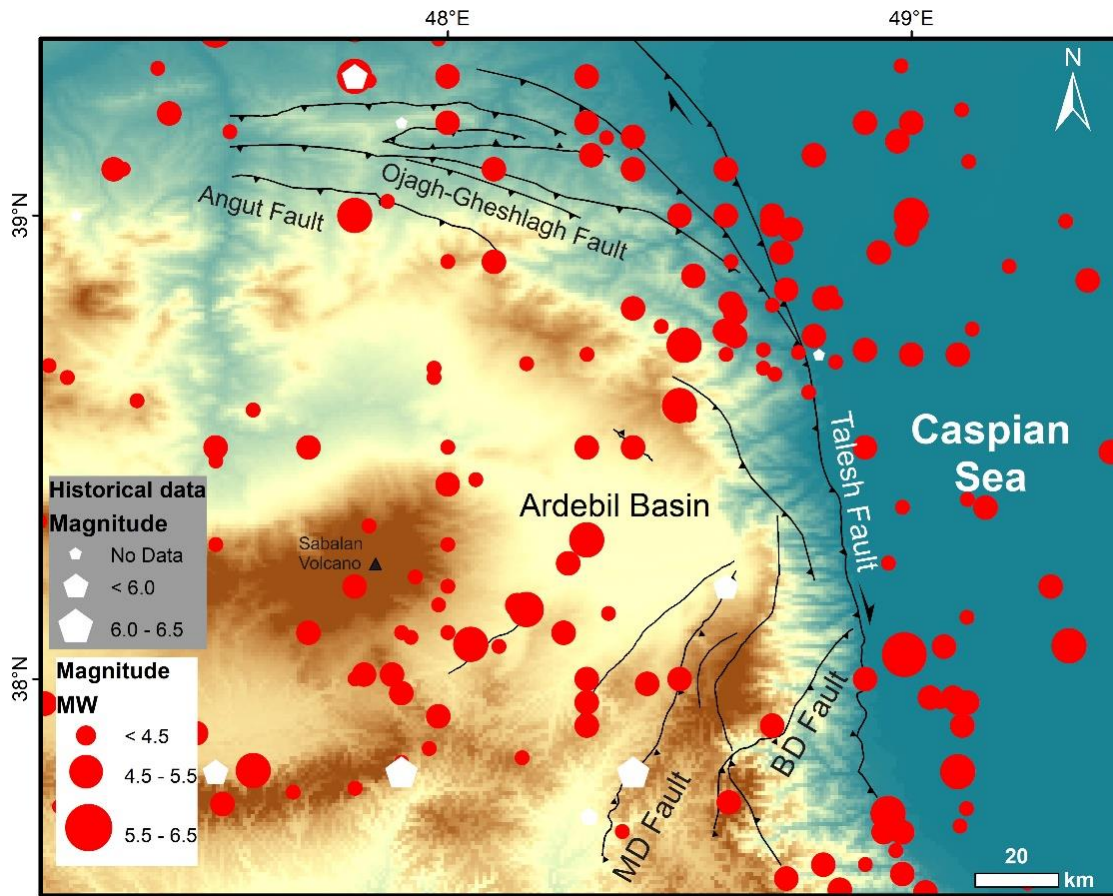 48°E
49°E
N
39°N
Angut Fault
Ojagh-Gheshlagh Fault
Talesh Fault
Caspian
Sea
Historical data
Magnitude
No Data
< 6.0
6.0 - 6.5
Ardebil Basin
Sabalan
Volcano
38°N
Magnitude
MW
< 4.5
4.5 - 5.5
5.5 - 6.5
MD Fault
BD Fault
20
km